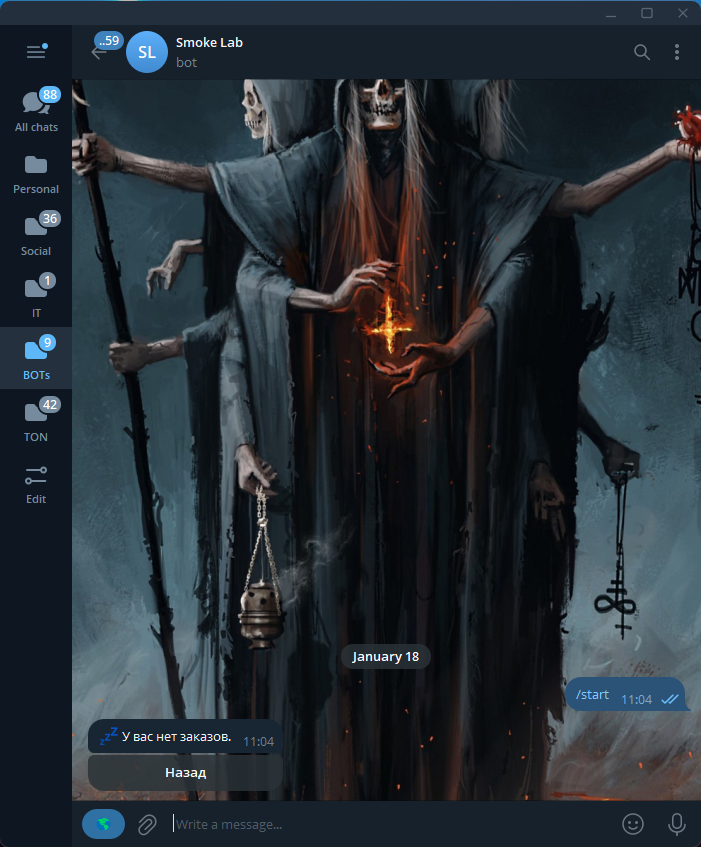 ..59
SL
Smoke Lab
bot
88
All chats
Personal
36
Social
1
IT
9
BOTs
42
TON
Edit
January 18
/start 11:04
zzZ У вас нет заказов. 11:04
Назад
Write a message...